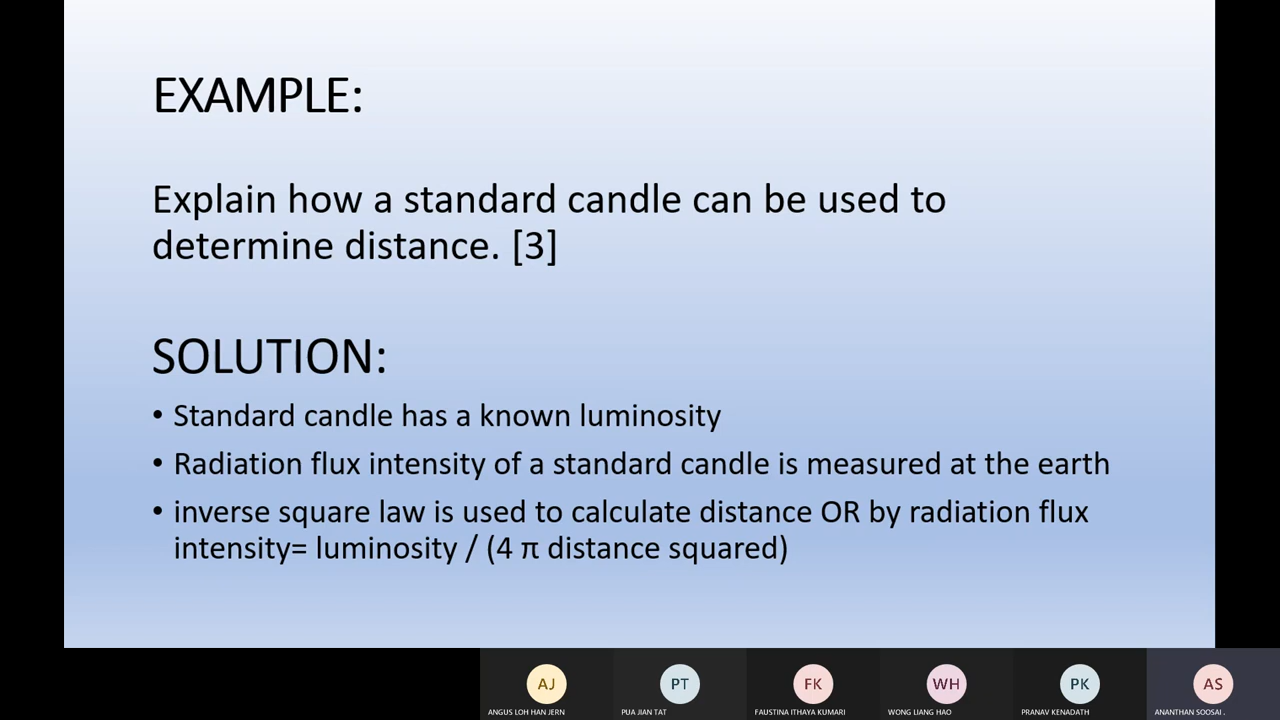 EXAMPLE:
Explain how a standard candle can be used to
determine distance. [3]
SOLUTION:
• Standard candle has a known luminosity
• Radiation flux intensity of a standard candle is measured at the earth
• inverse square law is used to calculate distance OR by radiation flux
intensity= luminosity / (4 π distance squared)
AJ PT FK WH PK AS
ANGUS LOH HAN JERN PUA JIAN TAT FAUSTINA ITHAYA KUMARI WONG LIANG HAO PRANAV KENADATH ANANTHAN SOOSAI .